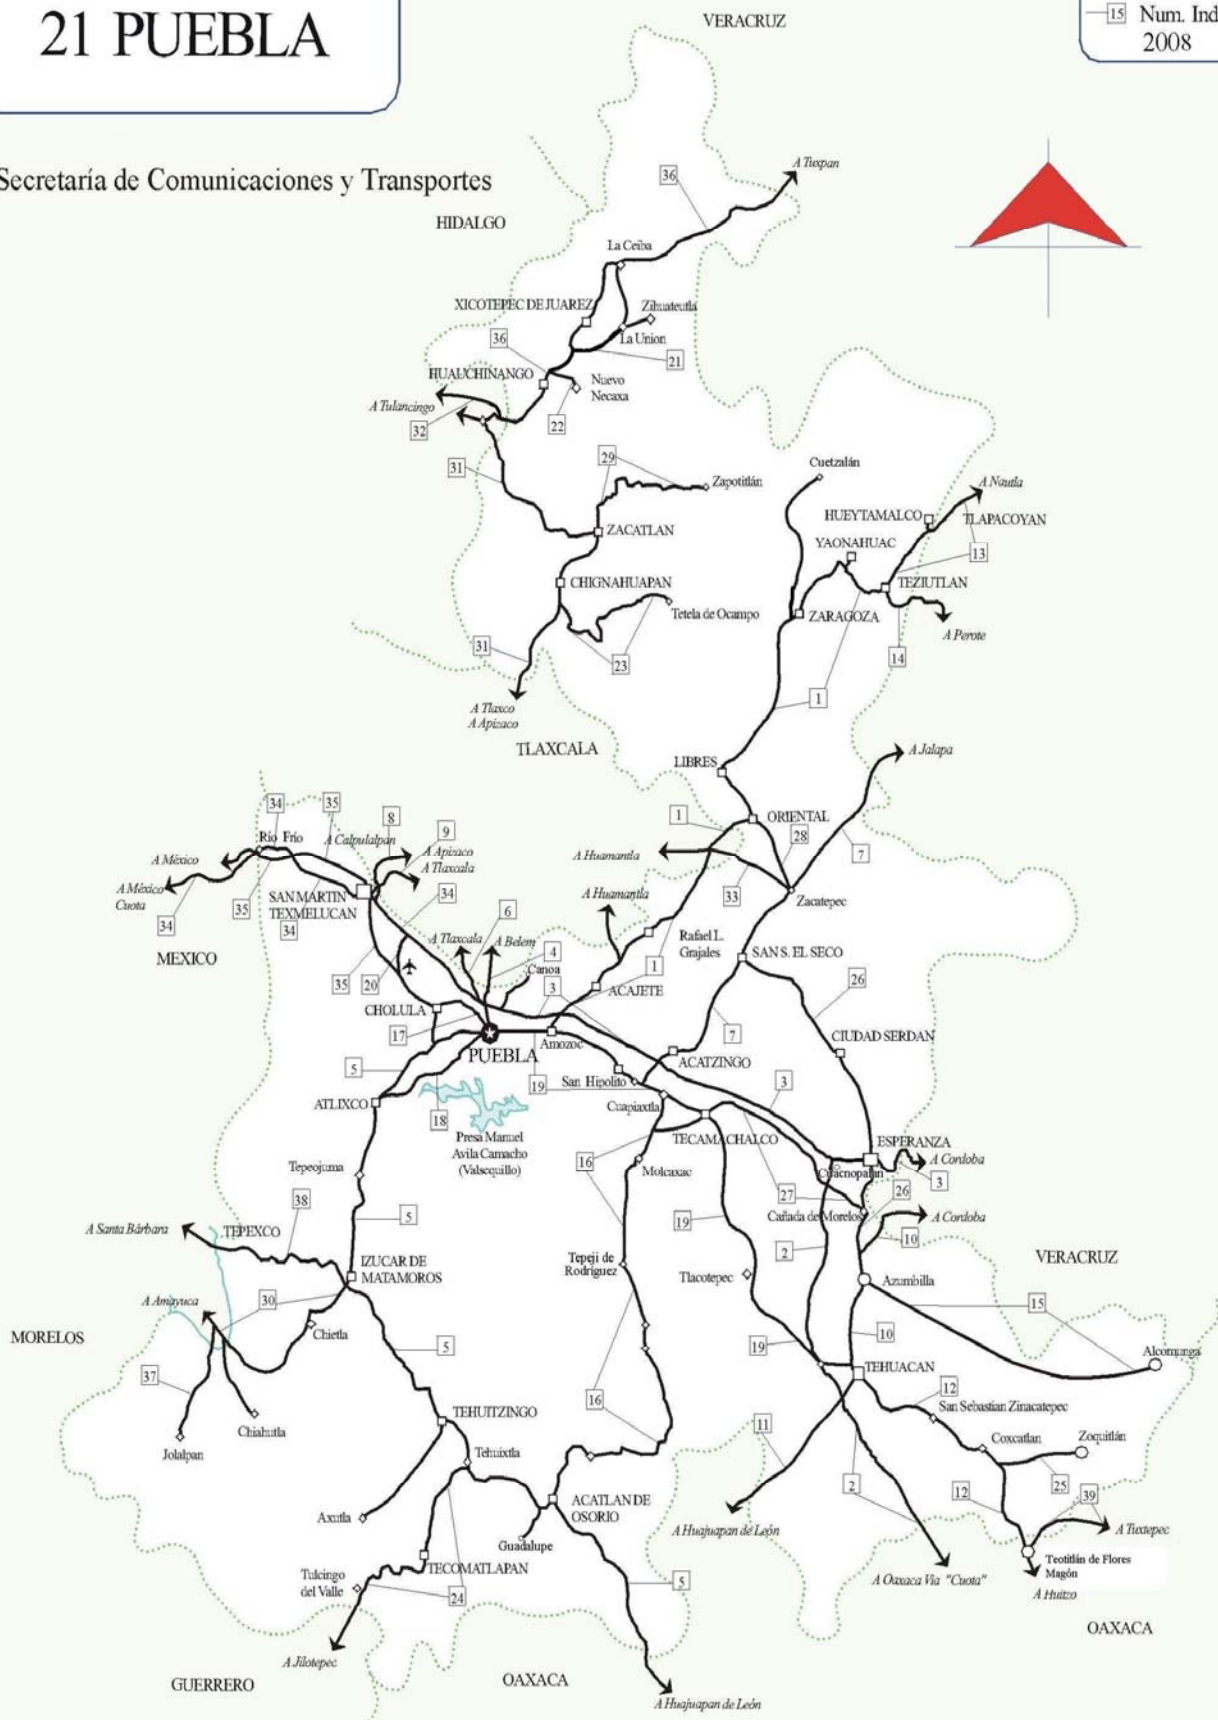 21 PUEBLA
VERACRUZ
15 Num. Ind
2008
Secretaría de Comunicaciones y Transportes
A Tuxpan
36
HIDALGO
La Ceiba
XICOTEPEC DE JUAREZ
Zihuateutla
36
La Union
21
HUAUCHINANGO
Nuevo
Necaxa
A Tulancingo
32
22
31
29
Zapotitlán
Cuetzalán
A Nautla
HUEYTAMALCO
TLAPACOYAN
ZACATLAN
YAONAHUAC
13
CHIGNAHUAPAN
TEZIUTLAN
Tetela de Ocampo
ZARAGOZA
A Perote
31
23
14
1
A Tlaxco
A Apizaco
TLAXCALA
LIBRES
A Jalapa
34
35
8
1
ORIENTAL
28
9
Río Frío
A Calpulalpan
A Apizaco
A Huamantla
7
A México
A Tlaxcala
A México
Cuota
SAN MARTIN
TEXMELUCAN
34
A Huamantla
33
Zacatepec
34
35
34
6
MEXICO
A Tlaxcala
A Belem
Rafael L.
Grajales
SAN S. EL SECO
4
Canoa
1
26
35
20
3
ACAJETE
CHOLULA
17
7
CIUDAD SERDAN
PUEBLA
Amozoc
ACATZINGO
5
19
San Hipolito
3
ATLIXCO
Cuapiaxtla
18
Presa Manuel
Avila Camacho
(Valsequillo)
TECAMACHALCO
ESPERANZA
A Cordoba
Tepeojuma
16
Molcaxac
Cuacnopalan
3
38
27
26
5
19
Cañada de Morelos
A Cordoba
A Santa Bárbara
TEPEXCO
2
10
IZUCAR DE
MATAMOROS
Tepeji de
Rodríguez
Tlacotepec
Azumbilla
VERACRUZ
A Amayuca
30
15
MORELOS
Chietla
5
19
10
Alcomunga
37
TEHUACAN
12
16
San Sebastian Zinacatepec
TEHUITZINGO
11
Chiahutla
Coxcatlan
Zoquitlán
Jolalpan
Tehuixtla
2
12
25
39
ACATLAN DE
OSORIO
Axutla
A Huajuapan de León
A Tuxtepec
Guadalupe
Teotitlán de Flores
Magón
TECOMATLAPAN
Tulcingo
del Valle
5
A Oaxaca Via "Cuota"
A Huitzo
24
OAXACA
A Jilotepec
GUERRERO
OAXACA
A Huajuapan de León